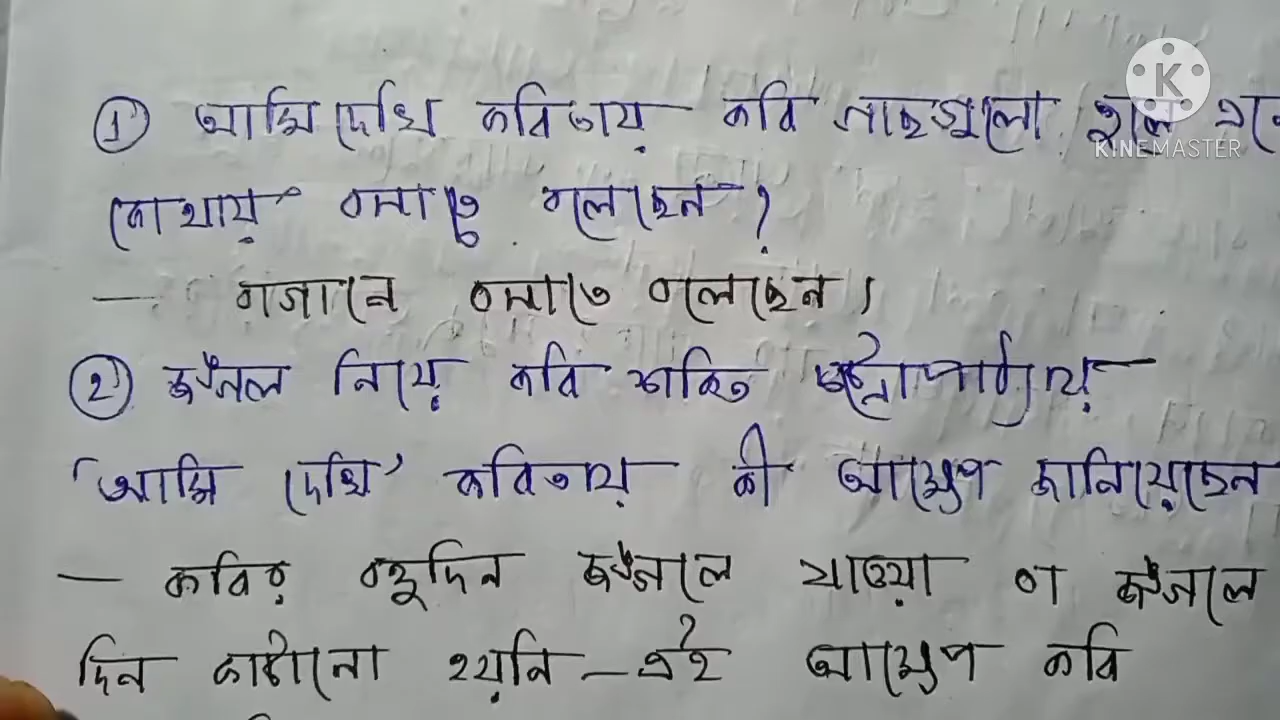 ① আমি দেখি কবিতায় কবি গাছগুলো তুলে এনে
কোথায় বসাতে বলেছেন?
— বাগানে বসাতে বলেছেন।
② জঙ্গল নিয়ে কবি শক্তি চট্টোপাধ্যায়
'আমি দেখি' কবিতায় কী আক্ষেপ জানিয়েছেন
— কবির বহুদিন জঙ্গলে যাওয়া বা জঙ্গলে
দিন কাটানো হয়নি – এই আক্ষেপ কবি
K
KINEMASTER